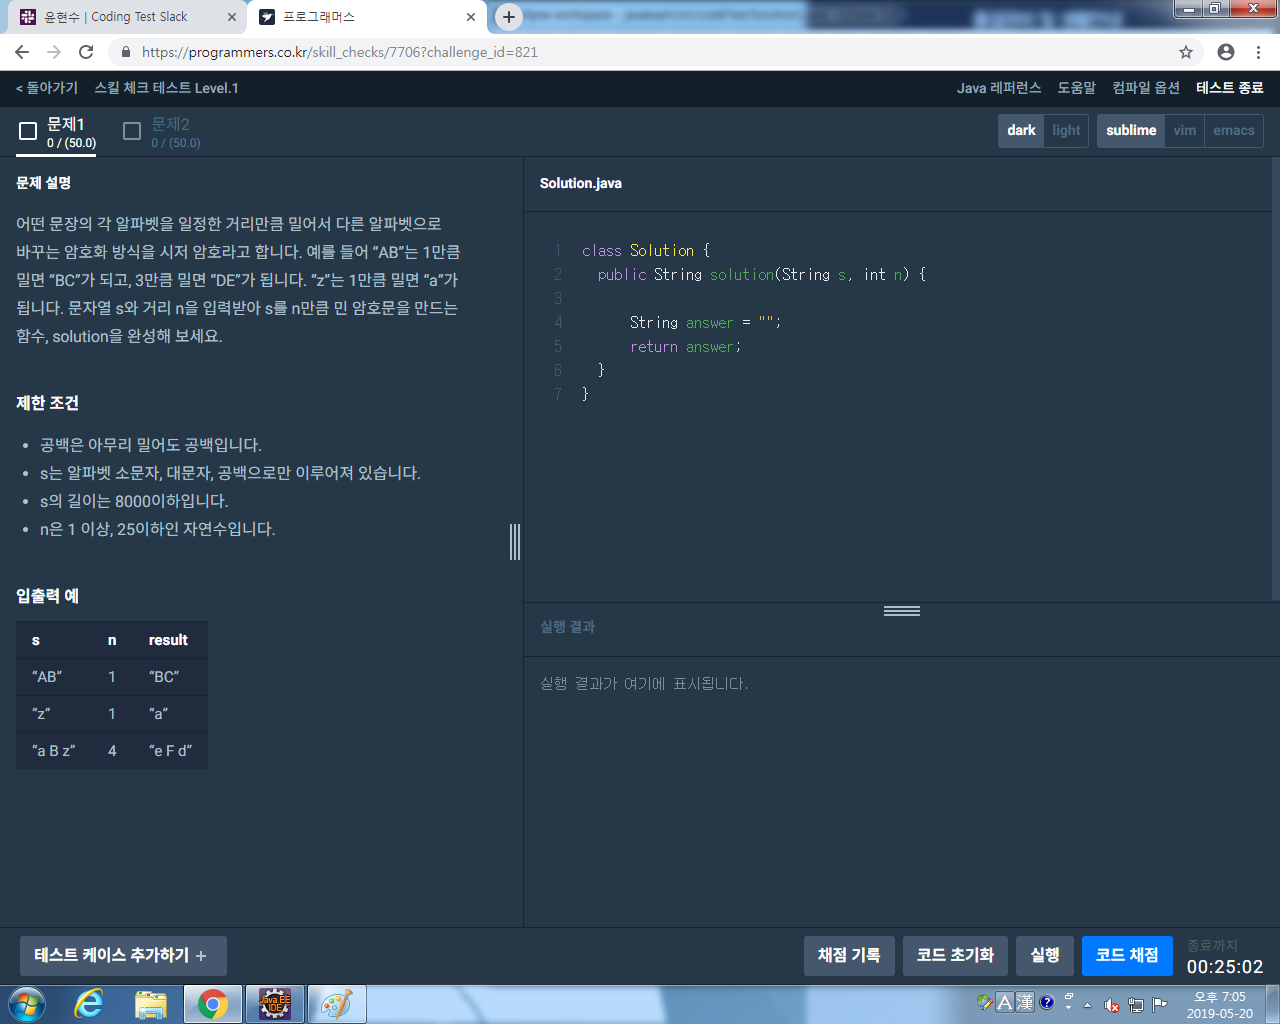 윤현수 | Coding Test Slack
프로그래머스
https://programmers.co.kr/skill_checks/7706?challenge_id=821
< 돌아가기 스킬 체크 테스트 Level.1
Java 레퍼런스 도움말 컴파일 옵션 테스트 종료
문제1
0 / (50.0)
문제2
0 / (50.0)
dark light
sublime vim emacs
문제 설명
어떤 문장의 각 알파벳을 일정한 거리만큼 밀어서 다른 알파벳으로
바꾸는 암호화 방식을 시저 암호라고 합니다. 예를 들어 “AB”는 1만큼
밀면 “BC”가 되고, 3만큼 밀면 “DE”가 됩니다. “z”는 1만큼 밀면 “a”가
됩니다. 문자열 s와 거리 n을 입력받아 s를 n만큼 민 암호문을 만드는
함수, solution을 완성해 보세요.
제한 조건
• 공백은 아무리 밀어도 공백입니다.
• s는 알파벳 소문자, 대문자, 공백으로만 이루어져 있습니다.
• s의 길이는 8000이하입니다.
• n은 1 이상, 25이하인 자연수입니다.
입출력 예
s n result
“AB” 1 “BC”
“z” 1 “a”
“a B z” 4 “e F d”
Solution.java
1 class Solution {
2 public String solution(String s, int n) {
3
4 String answer = "";
5 return answer;
6 }
7 }
실행 결과
실행 결과가 여기에 표시됩니다.
테스트 케이스 추가하기 +
채점 기록 코드 초기화 실행 코드 채점
종료까지
00:25:02
Java EE
IDE
A 漢
오후 7:05
2019-05-20